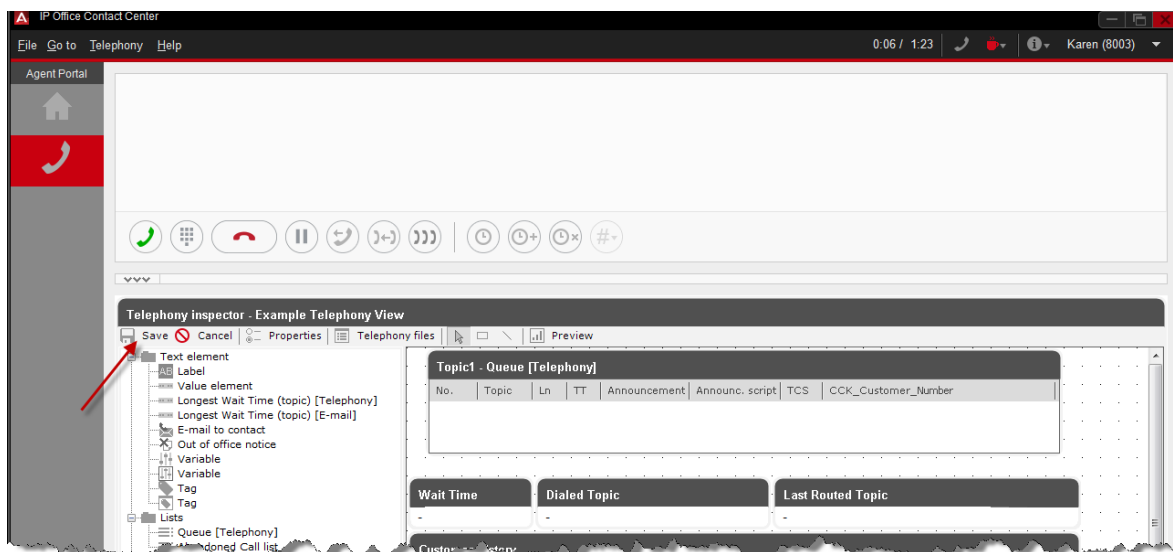 IP Office Contact Center
File Go to Telephony Help 0:06 / 1:23 Karen (8003)
Agent Portal
Telephony inspector - Example Telephony View
Save Cancel Properties Telephony files Preview
Text element
AB Label
Value element
Longest Wait Time (topic) [Telephony]
Longest Wait Time (topic) [E-mail]
E-mail to contact
Out of office notice
Variable
Variable
Tag
Tag
Lists
Queue [Telephony]
Call list
Topic1 - Queue [Telephony]
No. Topic Ln TT Announcement Announc. script TCS CCK_Customer_Number
Wait Time Dialed Topic Last Routed Topic
- - -